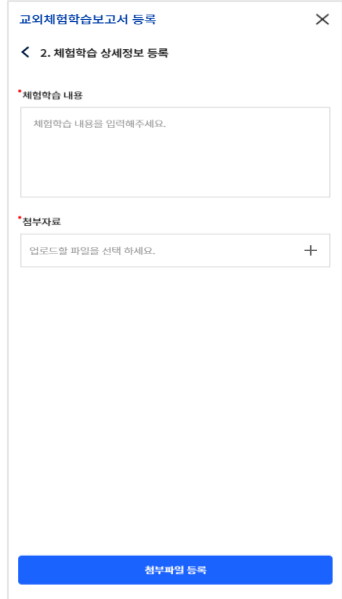 교외체험학습보고서 등록
2. 체험학습 상세정보 등록
*체험학습 내용
체험학습 내용을 입력해주세요.
*첨부자료
업로드할 파일을 선택 하세요.
첨부파일 등록